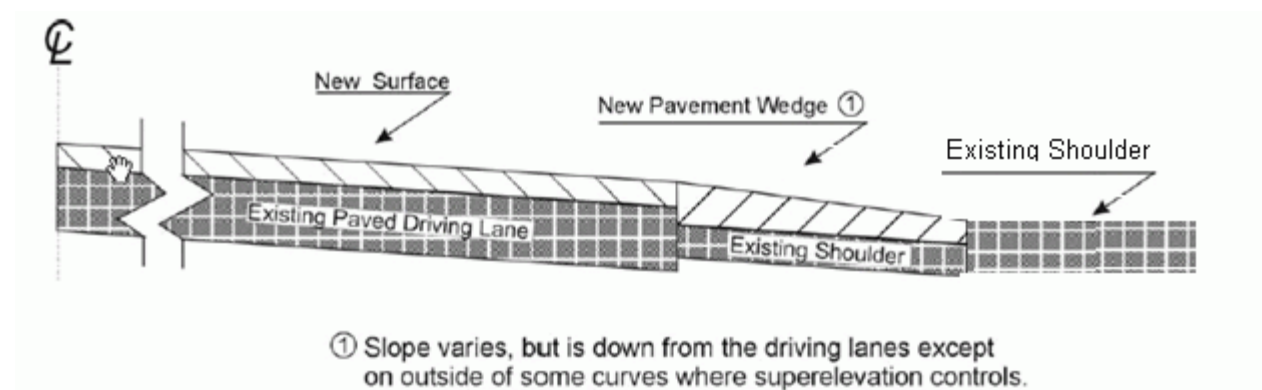 ℄
New Surface
New Pavement Wedge ①
Existing Shoulder
Existing Paved Driving Lane
Existing Shoulder
① Slope varies, but is down from the driving lanes except
on outside of some curves where superelevation controls.